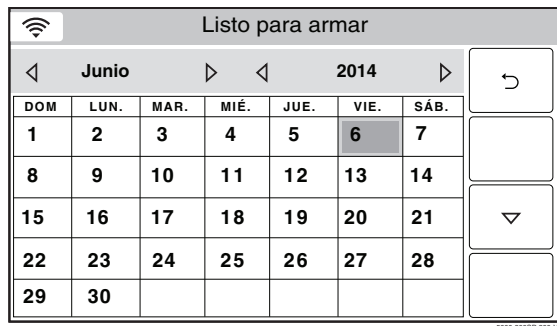 Listo para armar
Junio 2014
DOM LUN. MAR. MIÉ. JUE. VIE. SÁB.
1 2 3 4 5 6 7
8 9 10 11 12 13 14
15 16 17 18 19 20 21
22 23 24 25 26 27 28
29 30